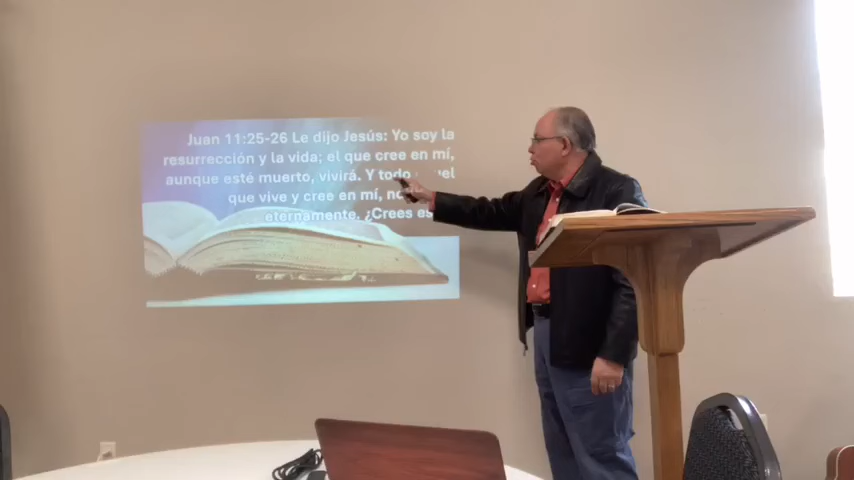 Juan 11:25-26 Le dijo Jesús: Yo soy la
resurrección y la vida; el que cree en mí,
aunque esté muerto, vivirá. Y todo
que vive y cree en mí, no
eternamente. ¿Crees